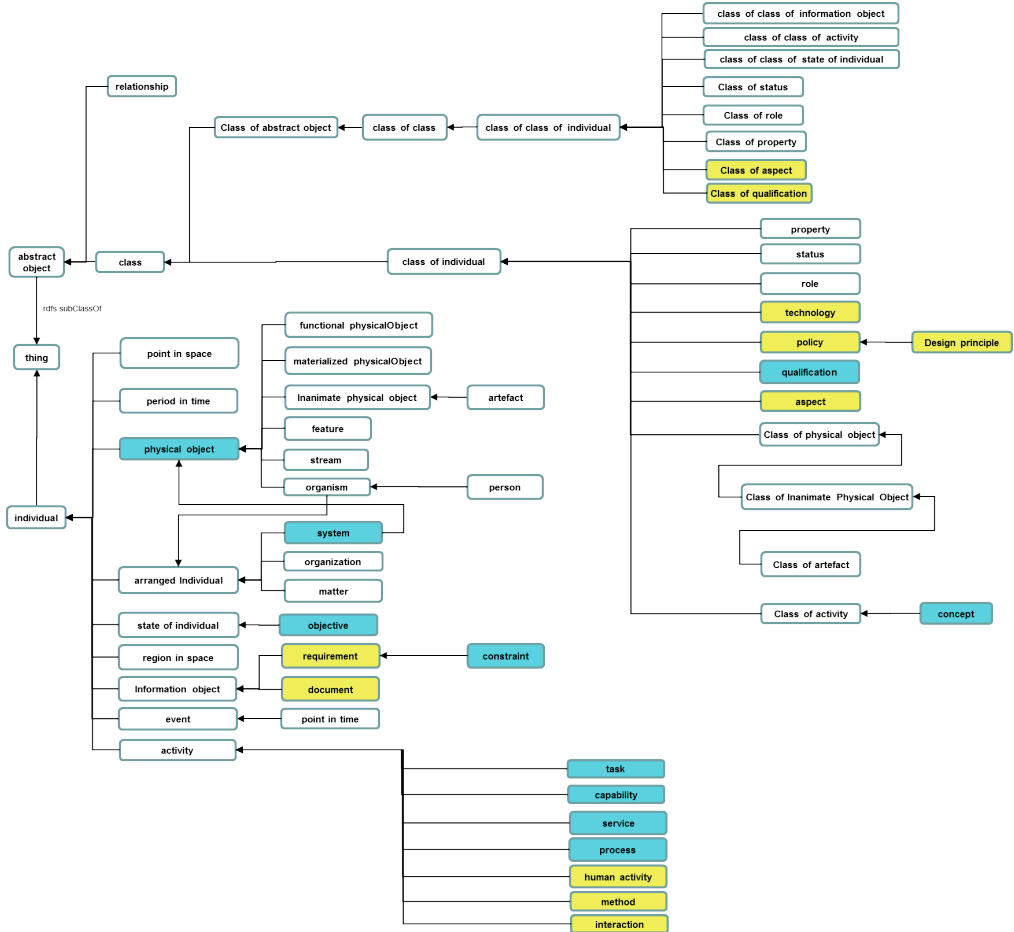 class of class of information object
class of class of activity
class of class of state of individual
relationship
Class of status
Class of role
Class of abstract object
class of class
class of class of individual
Class of property
Class of aspect
Class of qualification
property
abstract
object
class
class of individual
status
role
rdfs subClassOf
technology
functional physicalObject
point in space
policy
Design principle
thing
materialized physicalObject
qualification
period in time
Inanimate physical object
artefact
aspect
feature
Class of physical object
physical object
stream
organism
person
Class of Inanimate Physical Object
individual
system
organization
Class of artefact
arranged Individual
matter
state of individual
objective
Class of activity
concept
region in space
requirement
constraint
Information object
document
event
point in time
activity
task
capability
service
process
human activity
method
interaction